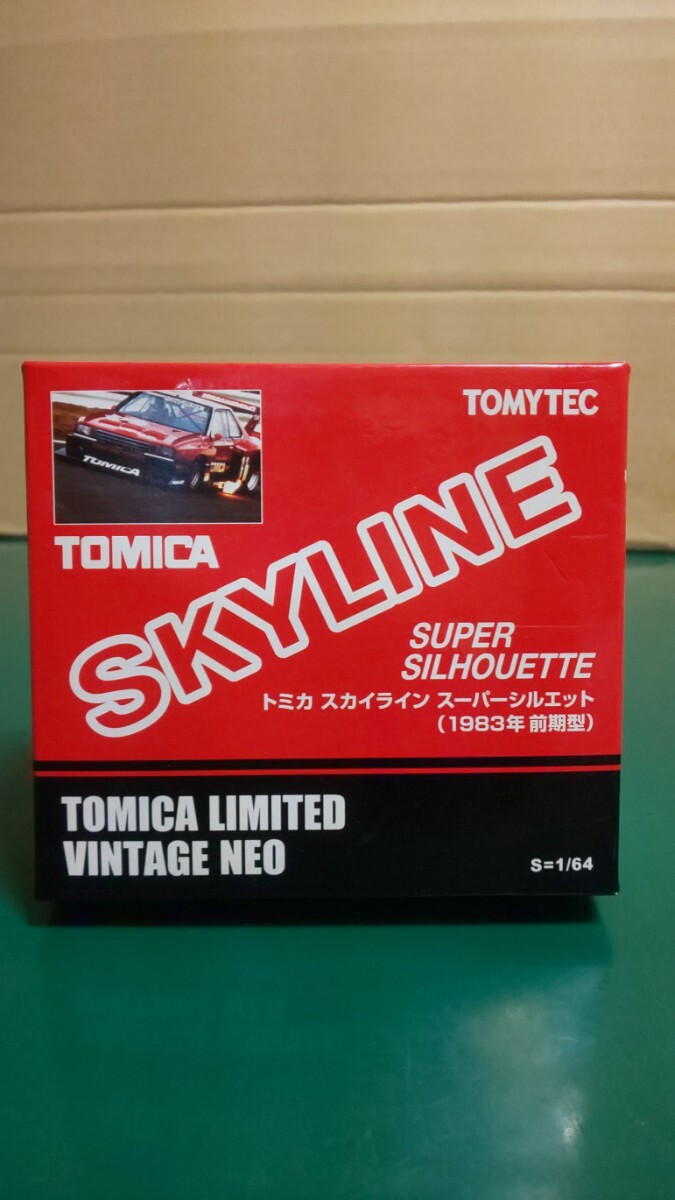 TOMYTEC
TOMICA
TOMICA
SKYLINE
SUPER
SILHOUETTE
トミカ スカイライン スーパーシルエット
(1983年 前期型)
TOMICA LIMITED
VINTAGE NEO
S=1/64